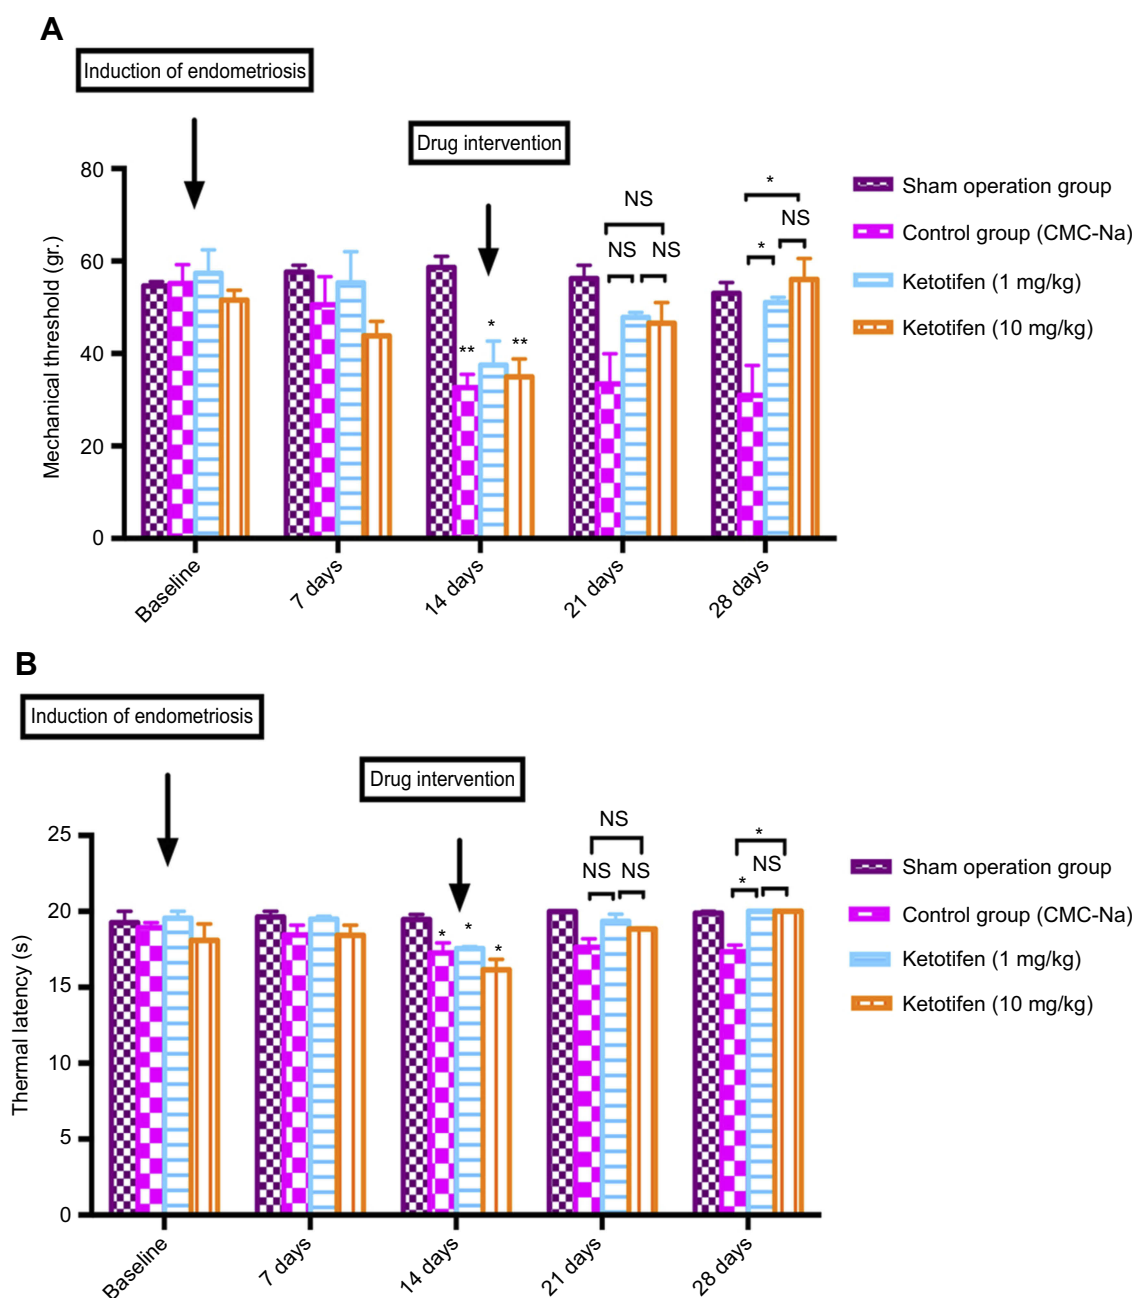 A
Induction of endometriosis
Drug intervention
Mechanical threshold (gr.)
80
60
40
20
0
** * **
NS
NS NS
*
* NS
Baseline
7 days
14 days
21 days
28 days
Sham operation group
Control group (CMC-Na)
Ketotifen (1 mg/kg)
Ketotifen (10 mg/kg)
B
Induction of endometriosis
Drug intervention
Thermal latency (s)
25
20
15
10
5
0
* * *
NS
NS NS
*
* NS
Baseline
7 days
14 days
21 days
28 days
Sham operation group
Control group (CMC-Na)
Ketotifen (1 mg/kg)
Ketotifen (10 mg/kg)